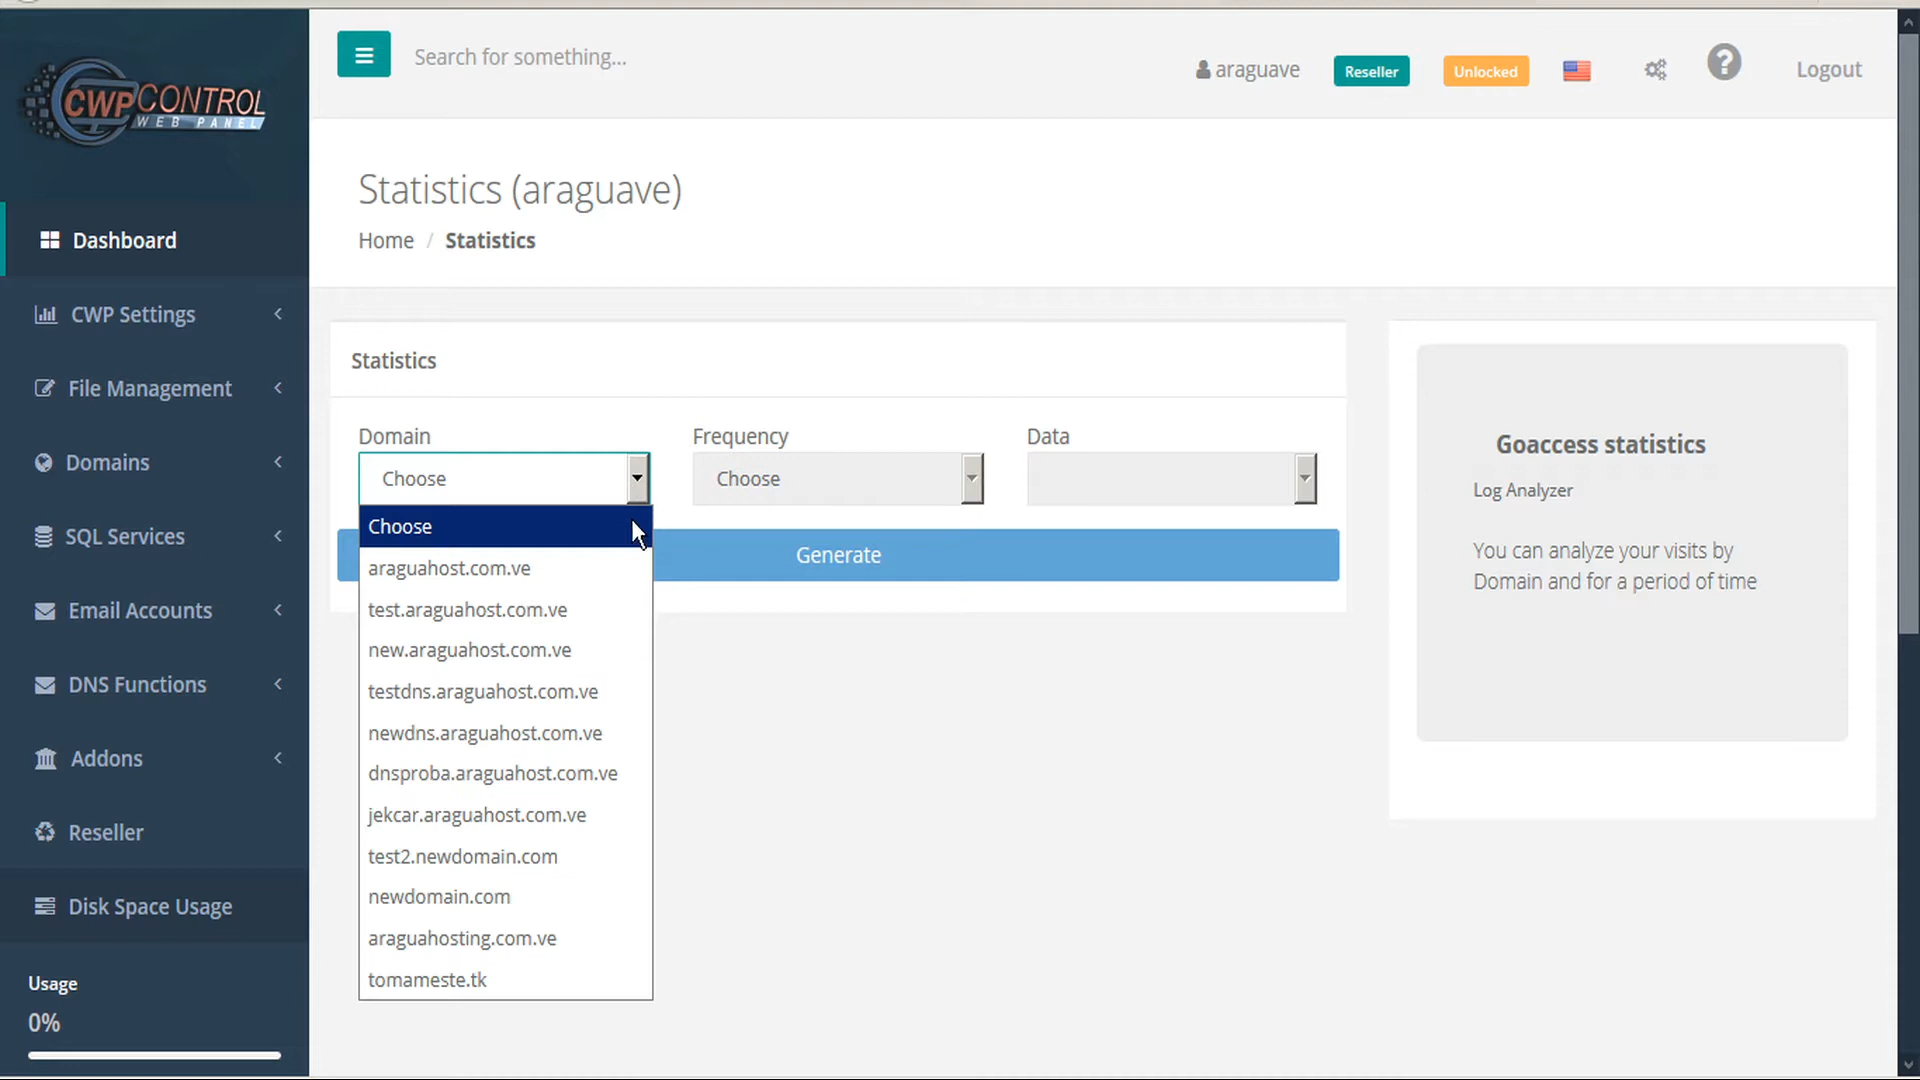 CWP CONTROL
WEB PANEL
Search for something...
araguave
Reseller
Unlocked
?
Logout
Statistics (araguave)
Home / Statistics
Dashboard
CWP Settings
File Management
Domains
SQL Services
Email Accounts
DNS Functions
Addons
Reseller
Disk Space Usage
Usage
0%
Statistics
Domain
Frequency
Data
Choose
Choose
Generate
Choose
araguahost.com.ve
test.araguahost.com.ve
new.araguahost.com.ve
testdns.araguahost.com.ve
newdns.araguahost.com.ve
dnsproba.araguahost.com.ve
jekcar.araguahost.com.ve
test2.newdomain.com
newdomain.com
araguahosting.com.ve
tomameste.tk
Goaccess statistics
Log Analyzer
You can analyze your visits by
Domain and for a period of time